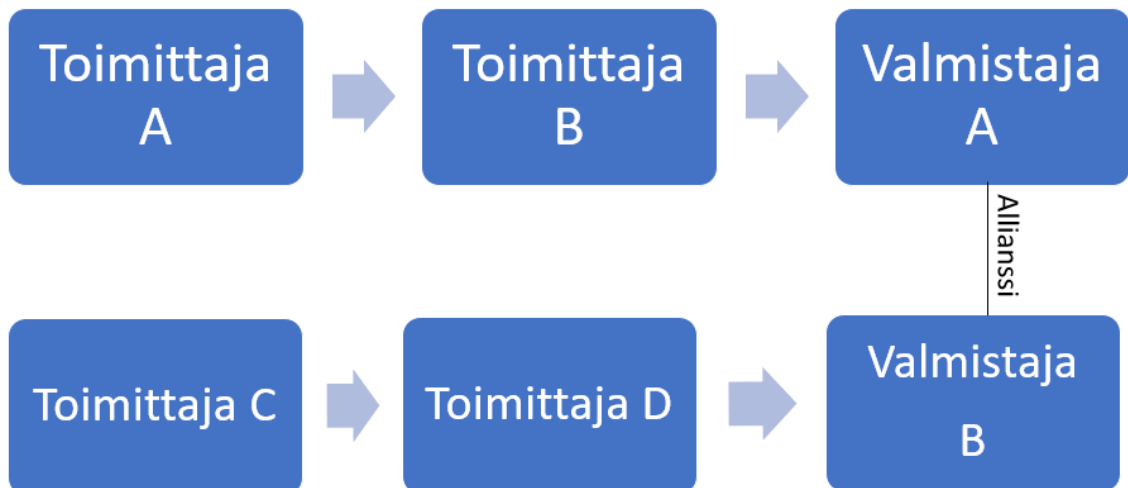 Toimittaja
A
Toimittaja
B
Valmistaja
A
Allianssi
Toimittaja C
Toimittaja D
Valmistaja
B